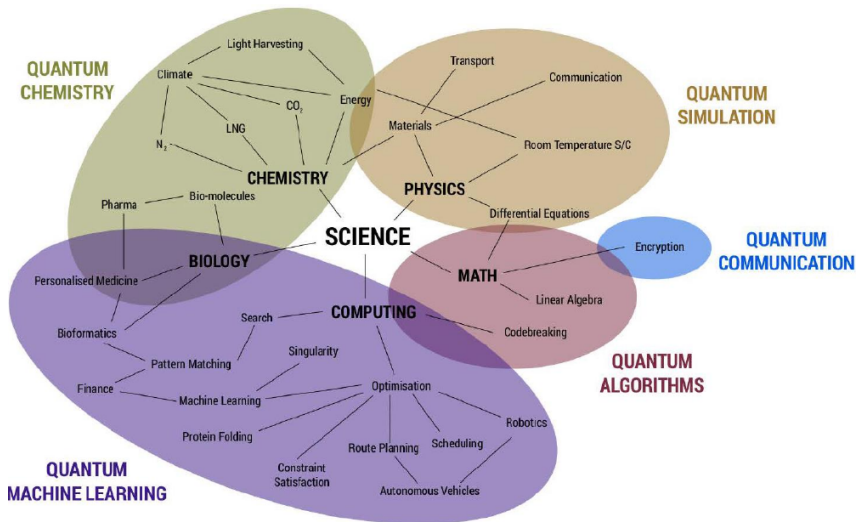 QUANTUM
CHEMISTRY
Light Harvesting
Climate
CO₂
Energy
LNG
N₂
CHEMISTRY
Pharma
Bio-molecules
BIOLOGY
Transport
Communication
Materials
Room Temperature S/C
PHYSICS
Differential Equations
QUANTUM
SIMULATION
SCIENCE
Encryption
QUANTUM
COMMUNICATION
MATH
Linear Algebra
Codebreaking
QUANTUM
ALGORITHMS
Personalised Medicine
COMPUTING
Search
Bioformatics
Singularity
Pattern Matching
Finance
Machine Learning
Optimisation
Protein Folding
Route Planning
Scheduling
Robotics
Constraint
Satisfaction
Autonomous Vehicles
QUANTUM
MACHINE LEARNING